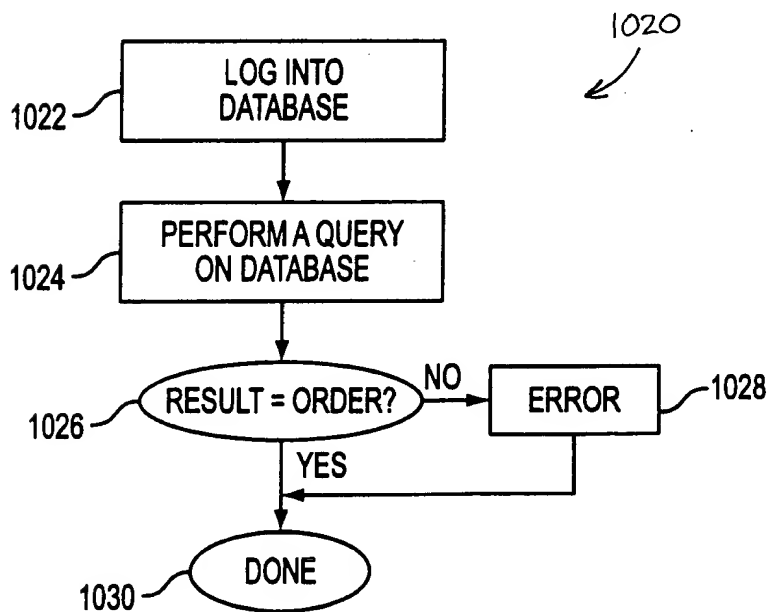 1020
LOG INTO
DATABASE
1022
PERFORM A QUERY
ON DATABASE
1024
RESULT = ORDER?
NO
ERROR
1028
1026
YES
DONE
1030